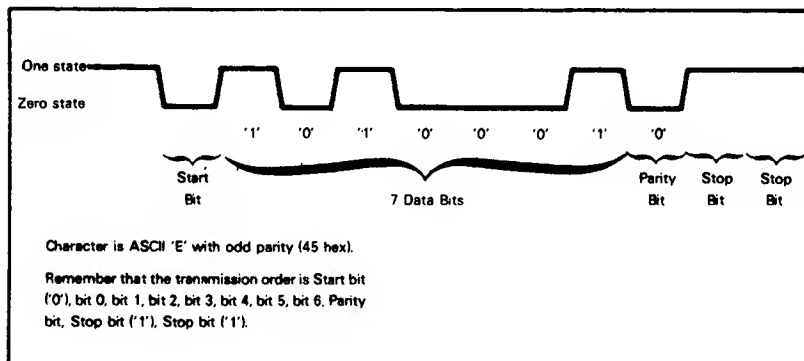 One state
Zero state
'1' '0' '1' '0' '0' '0' '1' '0'
Start Bit
7 Data Bits
Parity Bit
Stop Bit
Stop Bit
Character is ASCII 'E' with odd parity (45 hex).
Remember that the transmission order is Start bit
('0'), bit 0, bit 1, bit 2, bit 3, bit 4, bit 5, bit 6, Parity
bit, Stop bit ('1'), Stop bit ('1').